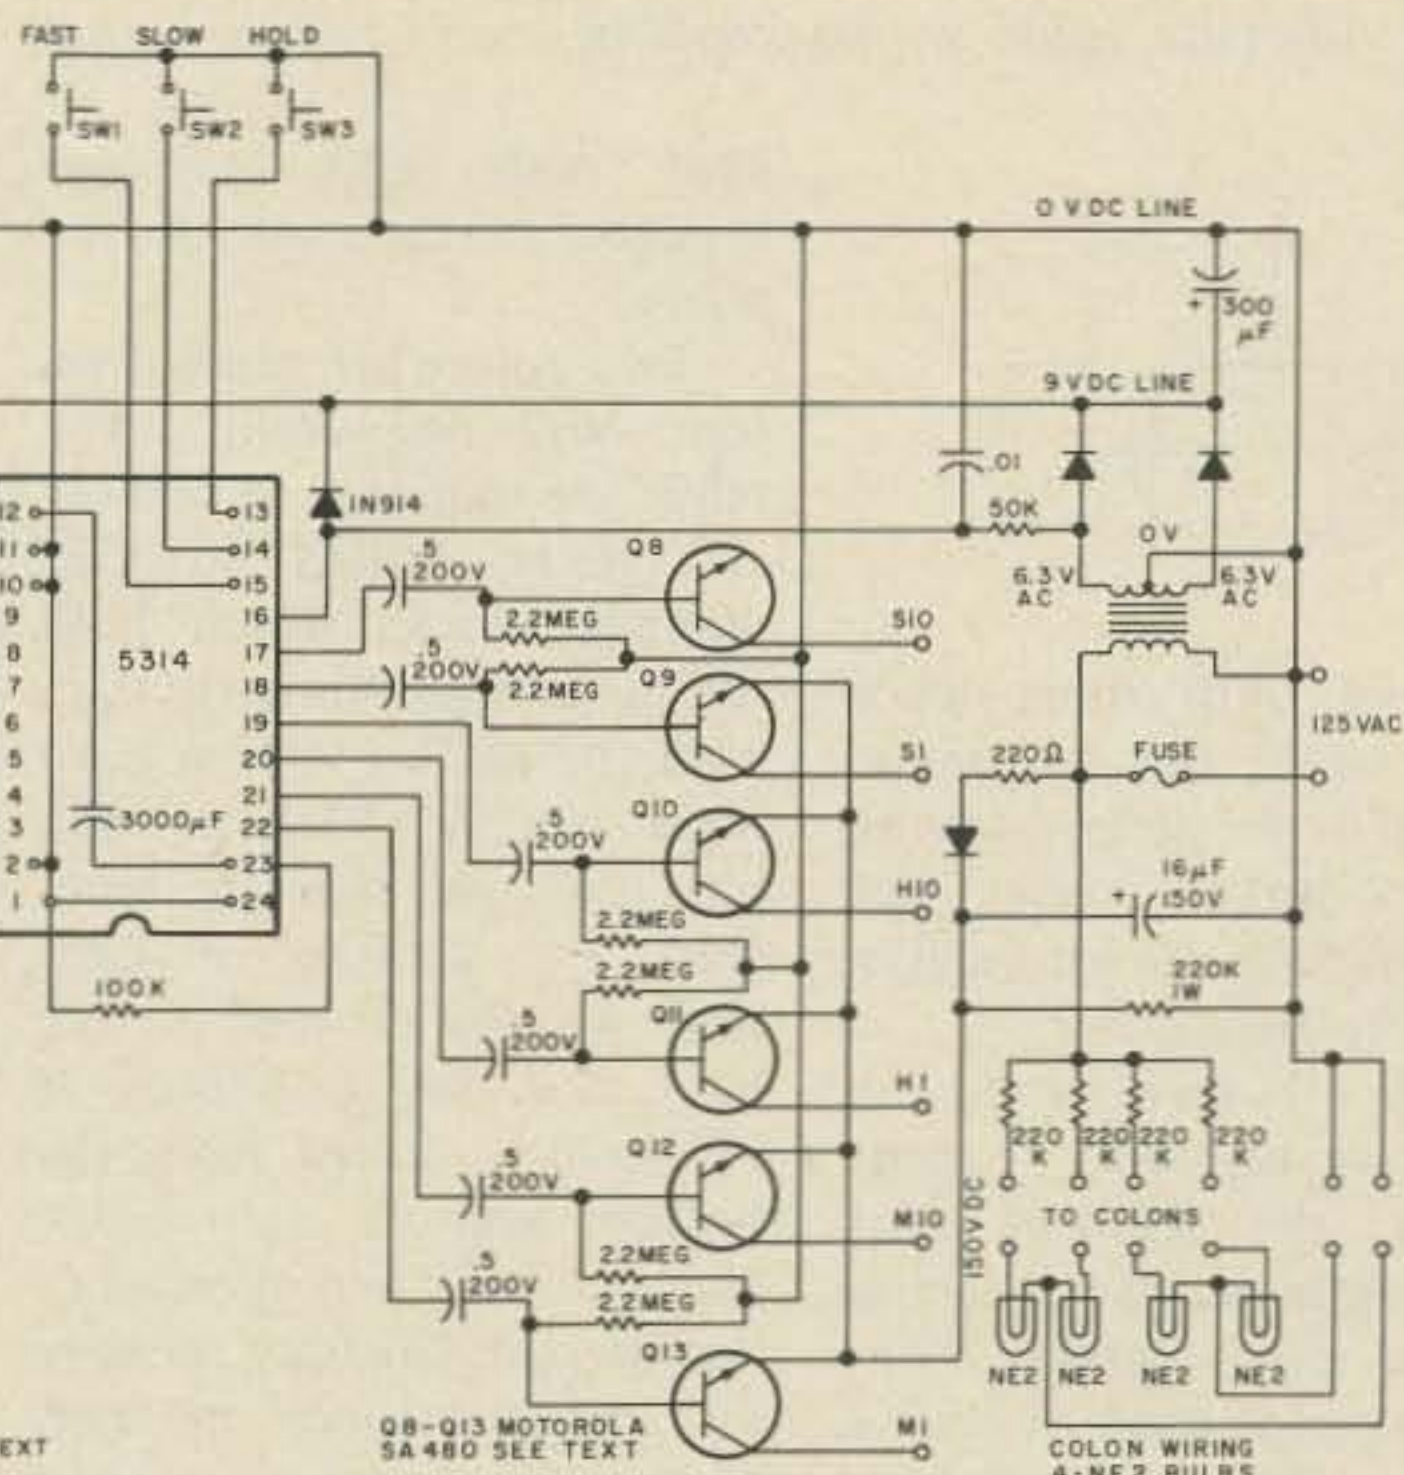 FAST SLOW HOLD
SW1 SW2 SW3
0 V DC LINE
+ 300
µF
9 V DC LINE
.01
1N914
50K
0 V
6.3 V
AC
6.3 V
AC
12
11
10
9
8
7
6
5
4
3
2
1
5314
3000µF
13
14
15
16
17
18
19
20
21
22
23
24
100K
.5
200V
2.2MEG
.5
200V
2.2MEG
Q8
S10
Q9
S1
125 VAC
220Ω
FUSE
.5
200V
Q10
H10
16µF
+ 150V
2.2MEG
2.2MEG
220K
1W
.5
200V
Q11
H1
.5
200V
Q12
M10
220
K
220
K
220
K
220
K
150V DC
TO COLONS
2.2MEG
.5
200V
2.2MEG
Q13
M1
NE2 NE2 NE2 NE2
Q8-Q13 MOTOROLA
SA 480 SEE TEXT
EXT
COLON WIRING
4-NE2 BULBS